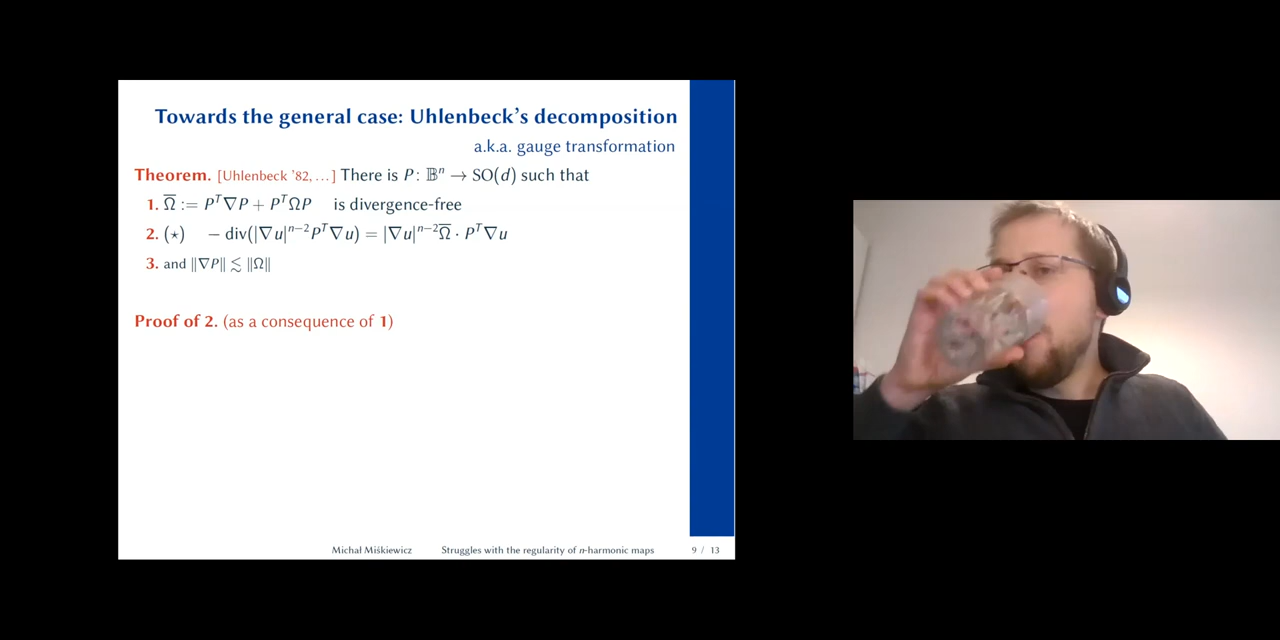 Towards the general case: Uhlenbeck's decomposition
a.k.a. gauge transformation
Theorem. [Uhlenbeck '82, …] There is P: 𝔹ⁿ → SO(d) such that
1. Ω̅ := Pᵀ∇P + PᵀΩP is divergence-free
2. (⋆) − div(|∇u|ⁿ⁻²Pᵀ∇u) = |∇u|ⁿ⁻²Ω̅ · Pᵀ∇u
3. and ‖∇P‖ ≲ ‖Ω‖
Proof of 2. (as a consequence of 1)
Michał Miśkiewicz Struggles with the regularity of n-harmonic maps 9 / 13